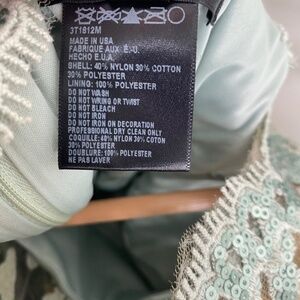 3T1812M
MADE IN USA
FABRIQUE AUX É.-U.
HECHO E.U.A.
SHELL: 40% NYLON 30% COTTON
30% POLYESTER
LINING: 100% POLYESTER
DO NOT WASH
DO NOT WRING OR TWIST
DO NOT BLEACH
DO NOT IRON
DO NOT IRON ON DECORATION
PROFESSIONAL DRY CLEAN ONLY
COQUILLE: 40% NYLON 30% COTON
30% POLYESTER
DOUBLURE: 100% POLYESTER
NE PAS LAVER